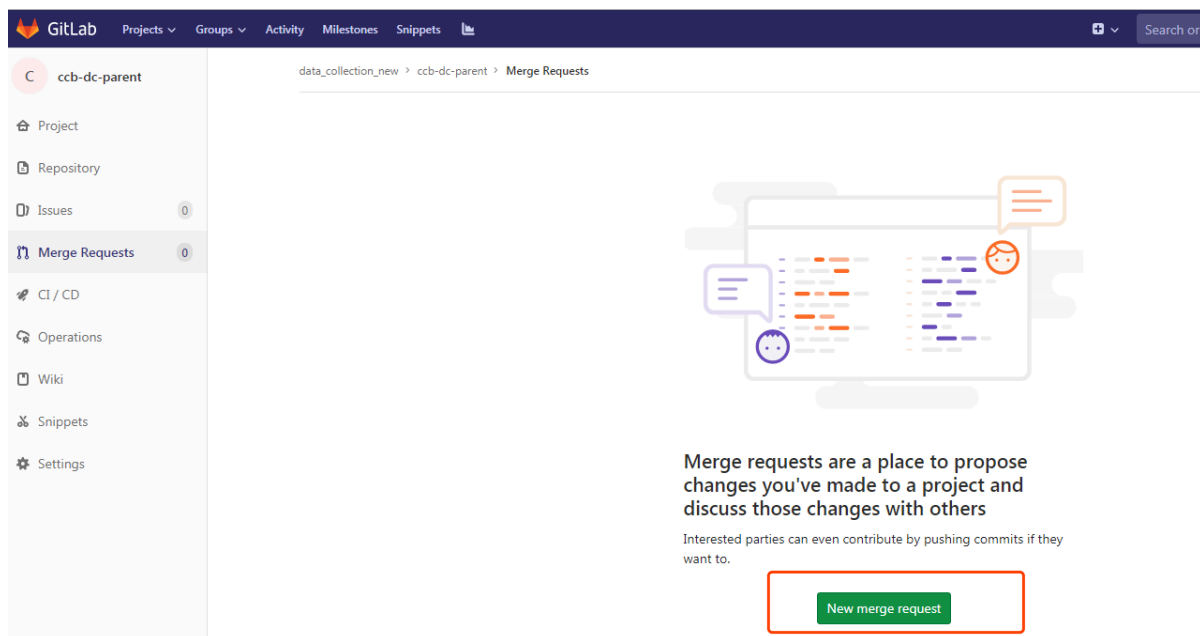 GitLab Projects Groups Activity Milestones Snippets Search or
C ccb-dc-parent
data_collection_new > ccb-dc-parent > Merge Requests
Project
Repository
Issues 0
Merge Requests 0
CI / CD
Operations
Wiki
Snippets
Settings
Merge requests are a place to propose
changes you've made to a project and
discuss those changes with others
Interested parties can even contribute by pushing commits if they
want to.
New merge request